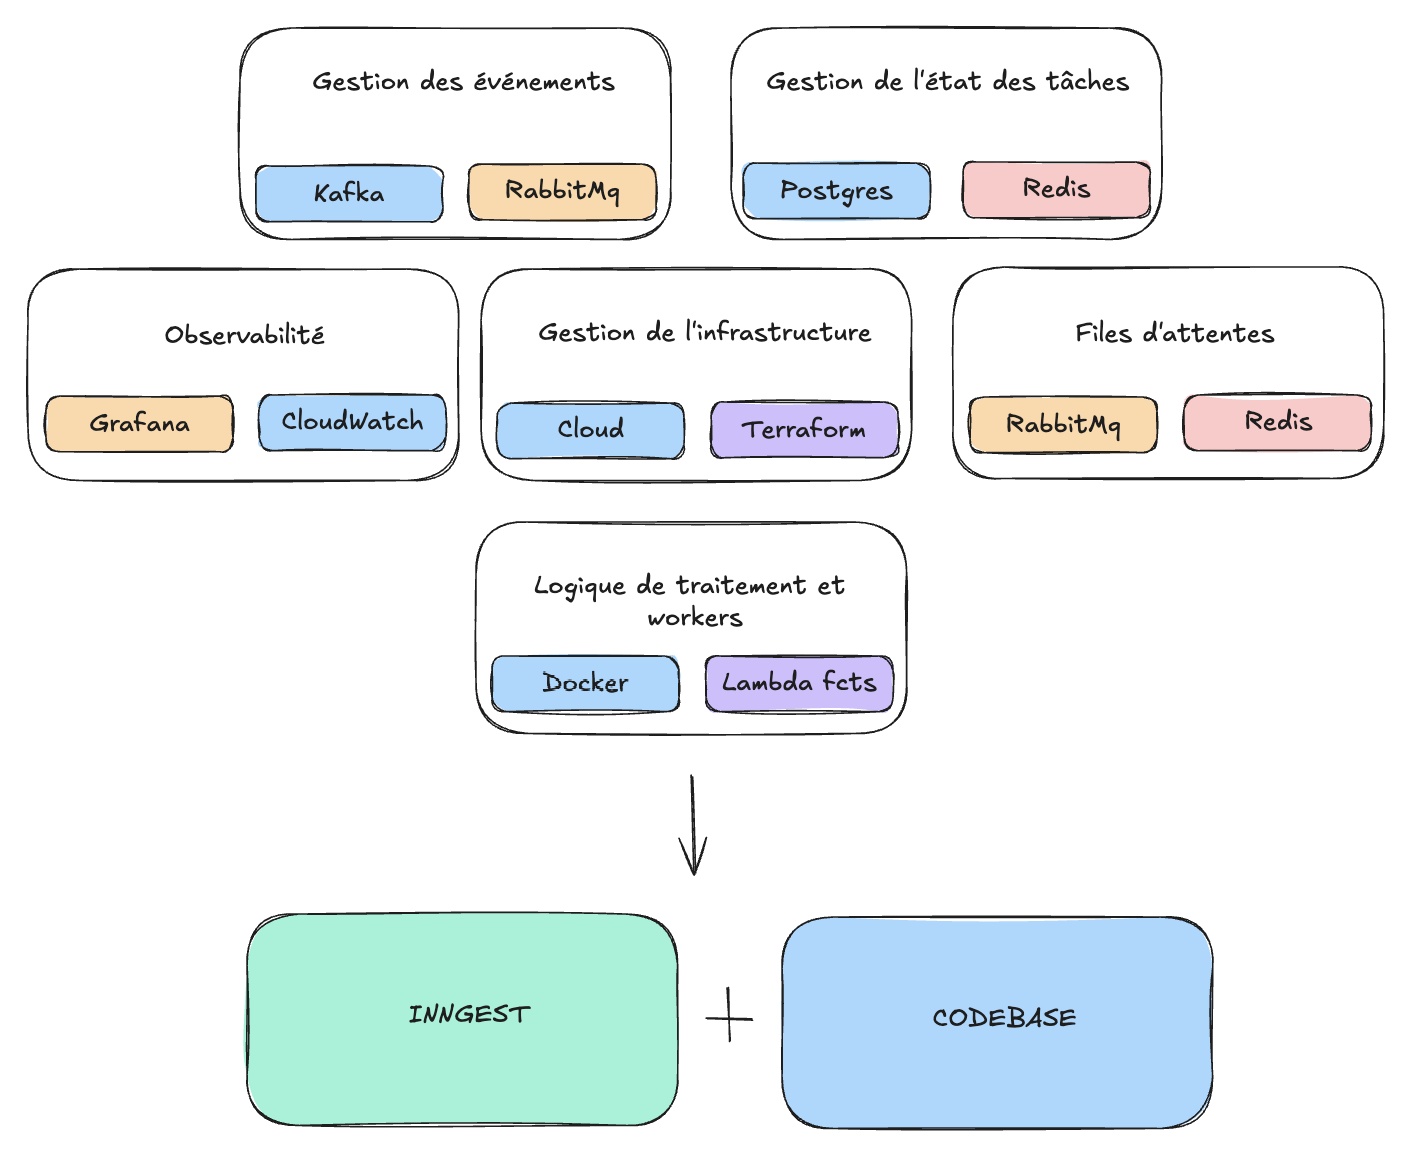 Gestion des événements
Kafka
RabbitMq
Gestion de l'état des tâches
Postgres
Redis
Observabilité
Grafana
CloudWatch
Gestion de l'infrastructure
Cloud
Terraform
Files d'attentes
RabbitMq
Redis
Logique de traitement et
workers
Docker
Lambda fcts
INNGEST
+
CODEBASE